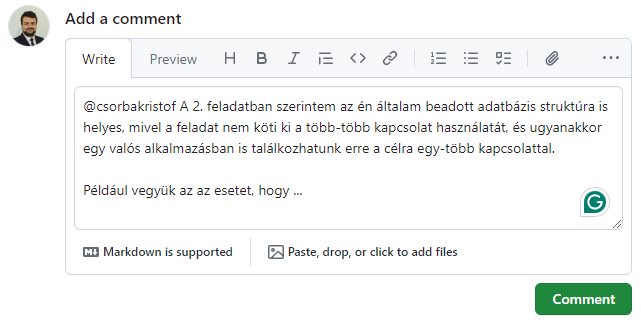 Add a comment
Write Preview H B I
@csorbakristof A 2. feladatban szerintem az én általam beadott adatbázis struktúra is
helyes, mivel a feladat nem köti ki a több-több kapcsolat használatát, és ugyanakkor
egy valós alkalmazásban is találkozhatunk erre a célra egy-több kapcsolattal.
Például vegyük az az esetet, hogy ...
Markdown is supported Paste, drop, or click to add files
Comment